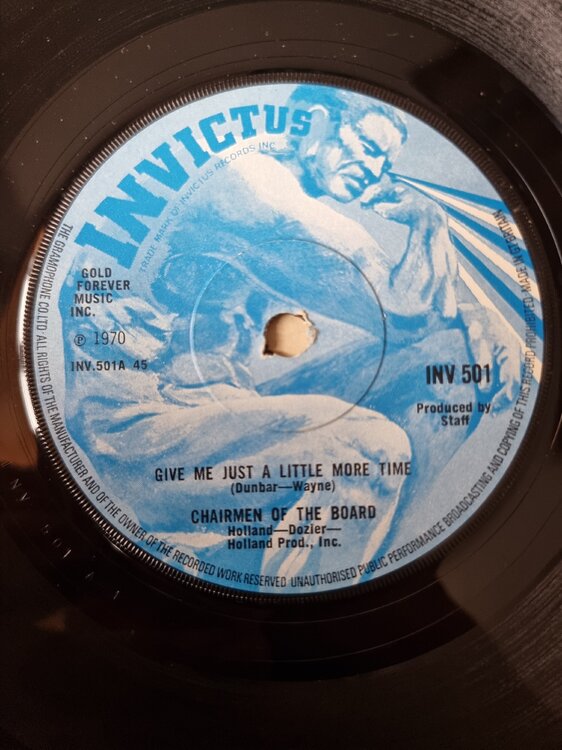 INVICTUS
TRADE MARK OF INVICTUS RECORDS INC
GOLD
FOREVER
MUSIC
INC.
℗ 1970
INV.501A 45
INV 501
Produced by
Staff
GIVE ME JUST A LITTLE MORE TIME
(Dunbar—Wayne)
CHAIRMEN OF THE BOARD
Holland—Dozier—
Holland Prod., Inc.
THE GRAMOPHONE CO. LTD. ALL RIGHTS OF THE MANUFACTURER AND OF THE OWNER OF THE RECORDED WORK RESERVED. UNAUTHORISED PUBLIC PERFORMANCE BROADCASTING AND COPYING OF THIS RECORD PROHIBITED. MADE IN GT BRITAIN